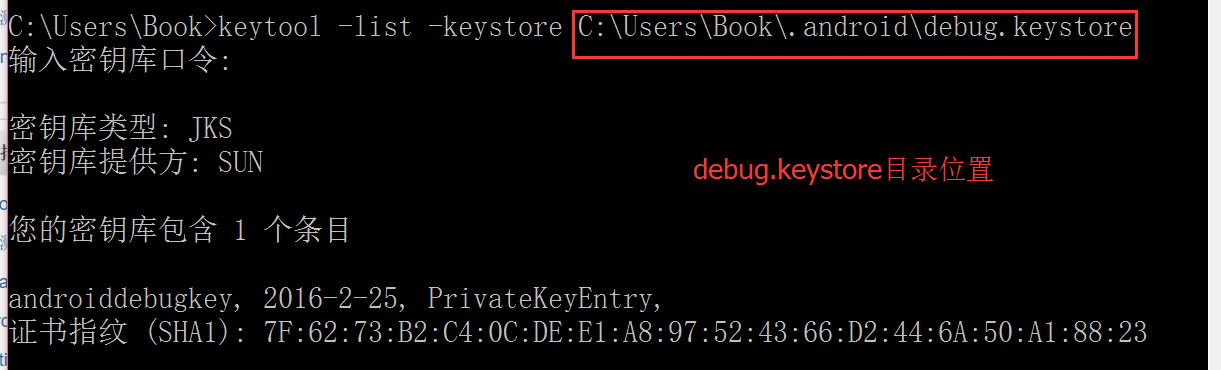 C:\Users\Book>keytool -list -keystore C:\Users\Book\.android\debug.keystore
输入密钥库口令:
密钥库类型: JKS
密钥库提供方: SUN
debug.keystore目录位置
您的密钥库包含 1 个条目
androiddebugkey, 2016-2-25, PrivateKeyEntry,
证书指纹 (SHA1): 7F:62:73:B2:C4:0C:DE:E1:A8:97:52:43:66:D2:44:6A:50:A1:88:23